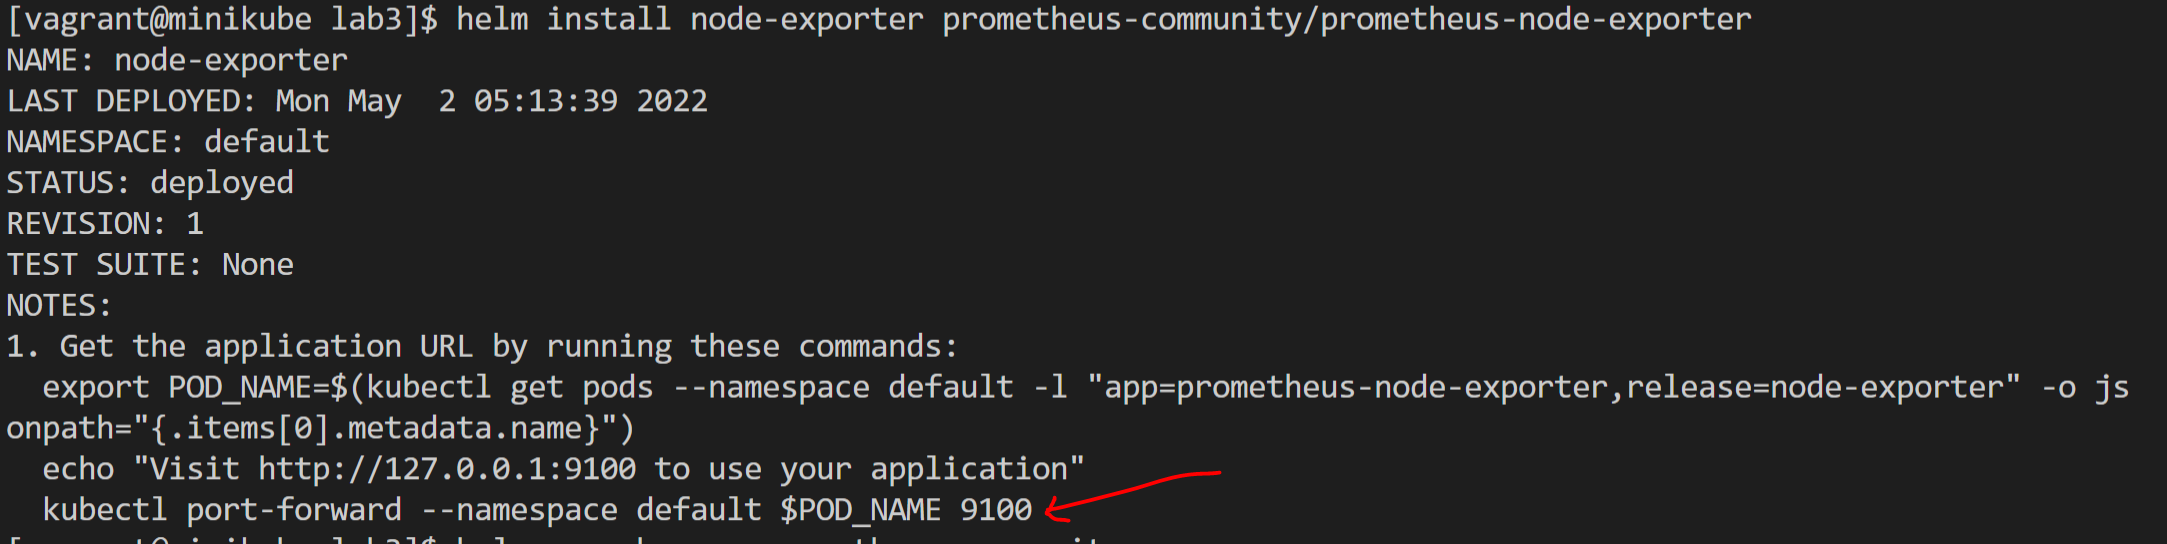 [vagrant@minikube lab3]$ helm install node-exporter prometheus-community/prometheus-node-exporter
NAME: node-exporter
LAST DEPLOYED: Mon May  2 05:13:39 2022
NAMESPACE: default
STATUS: deployed
REVISION: 1
TEST SUITE: None
NOTES:
1. Get the application URL by running these commands:
  export POD_NAME=$(kubectl get pods --namespace default -l "app=prometheus-node-exporter,release=node-exporter" -o js
onpath="{.items[0].metadata.name}")
  echo "Visit http://127.0.0.1:9100 to use your application"
  kubectl port-forward --namespace default $POD_NAME 9100